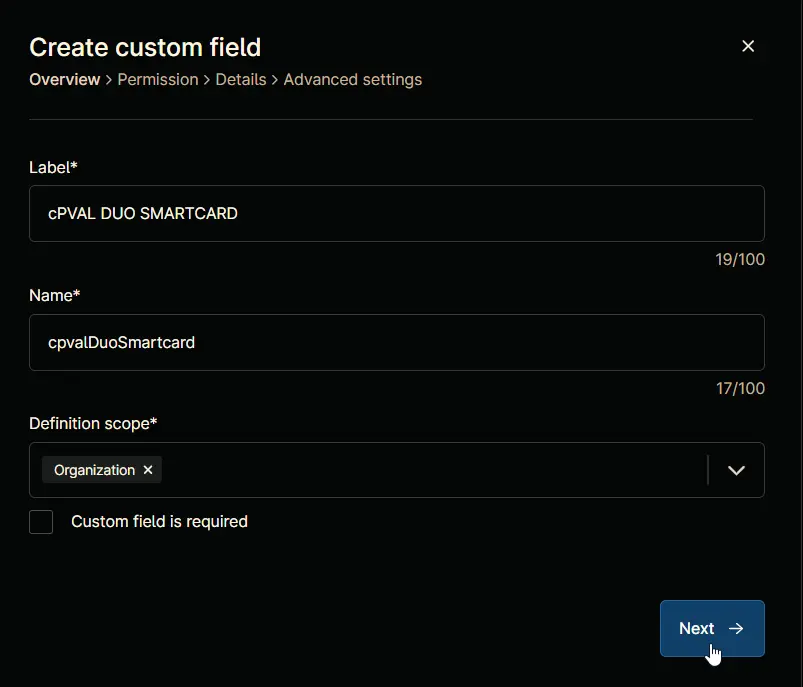 Create custom field
Overview > Permission > Details > Advanced settings
Label*
cPVAL DUO SMARTCARD
19/100
Name*
cpvalDuoSmartcard
17/100
Definition scope*
Organization
Custom field is required
Next